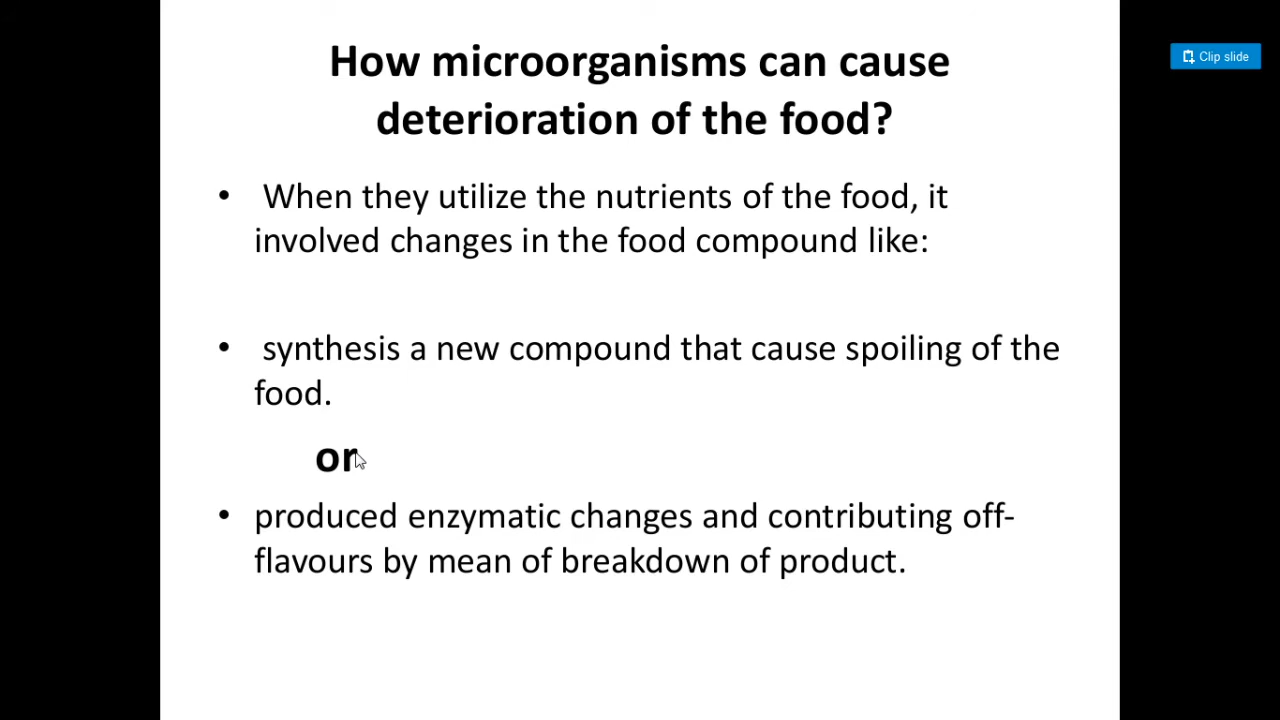 How microorganisms can cause
deterioration of the food?
Clip slide
• When they utilize the nutrients of the food, it
involved changes in the food compound like:
• synthesis a new compound that cause spoiling of the
food.
or
• produced enzymatic changes and contributing off-
flavours by mean of breakdown of product.